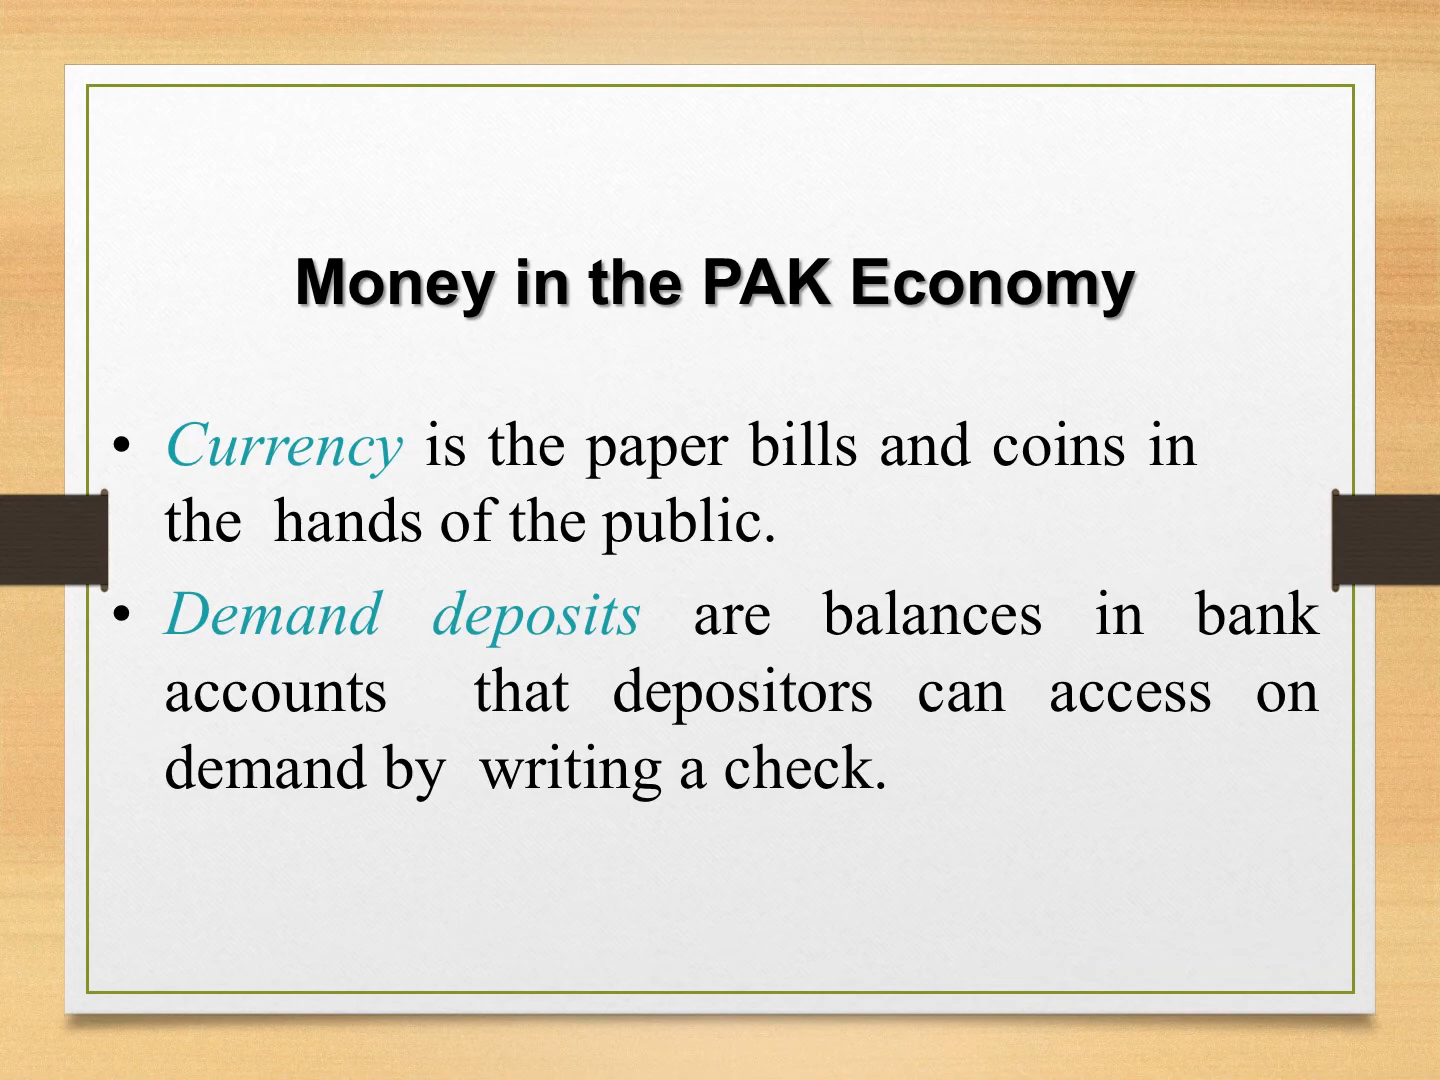 Money in the PAK Economy
• Currency is the paper bills and coins in
the hands of the public.
• Demand deposits are balances in bank
accounts that depositors can access on
demand by writing a check.